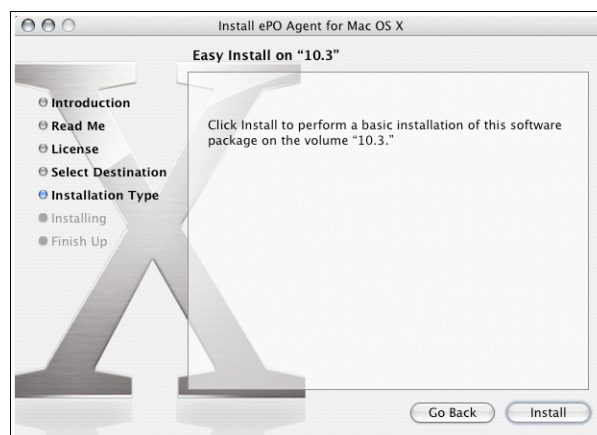 Install ePO Agent for Mac OS X
Easy Install on “10.3”
Introduction
Read Me
License
Select Destination
Installation Type
Installing
Finish Up
Click Install to perform a basic installation of this software
package on the volume “10.3.”
Go Back
Install